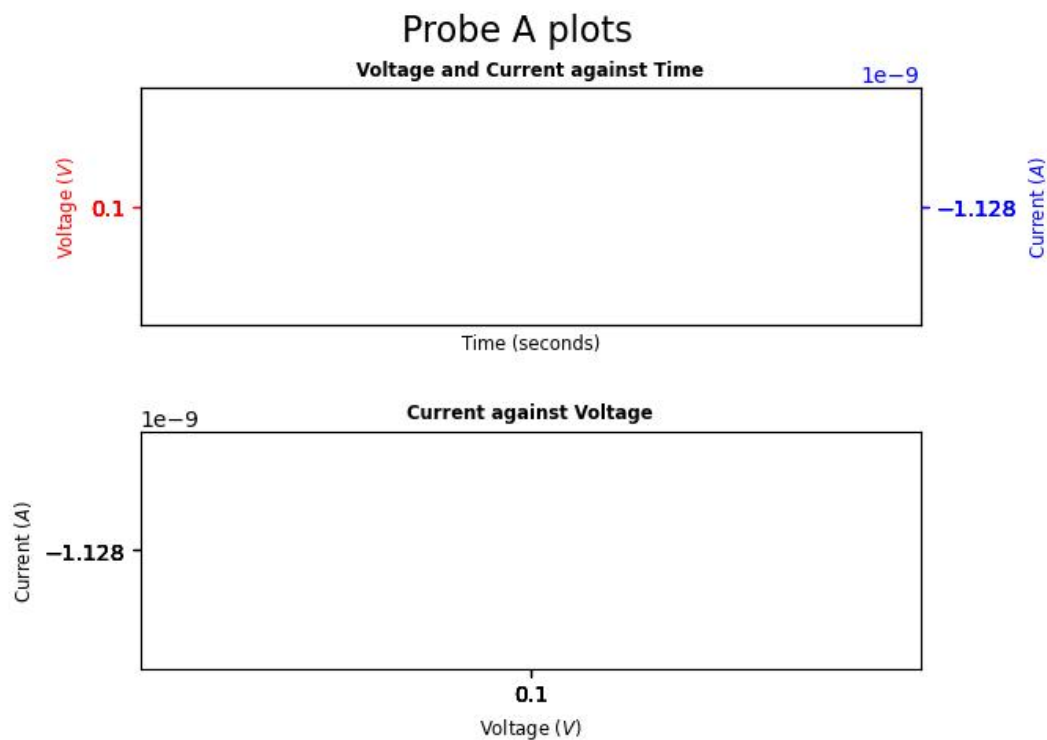 Probe A plots
Voltage and Current against Time
1e−9
Voltage (V)
0.1
−1.128
Current (A)
Time (seconds)
Current against Voltage
1e−9
Current (A)
−1.128
0.1
Voltage (V)